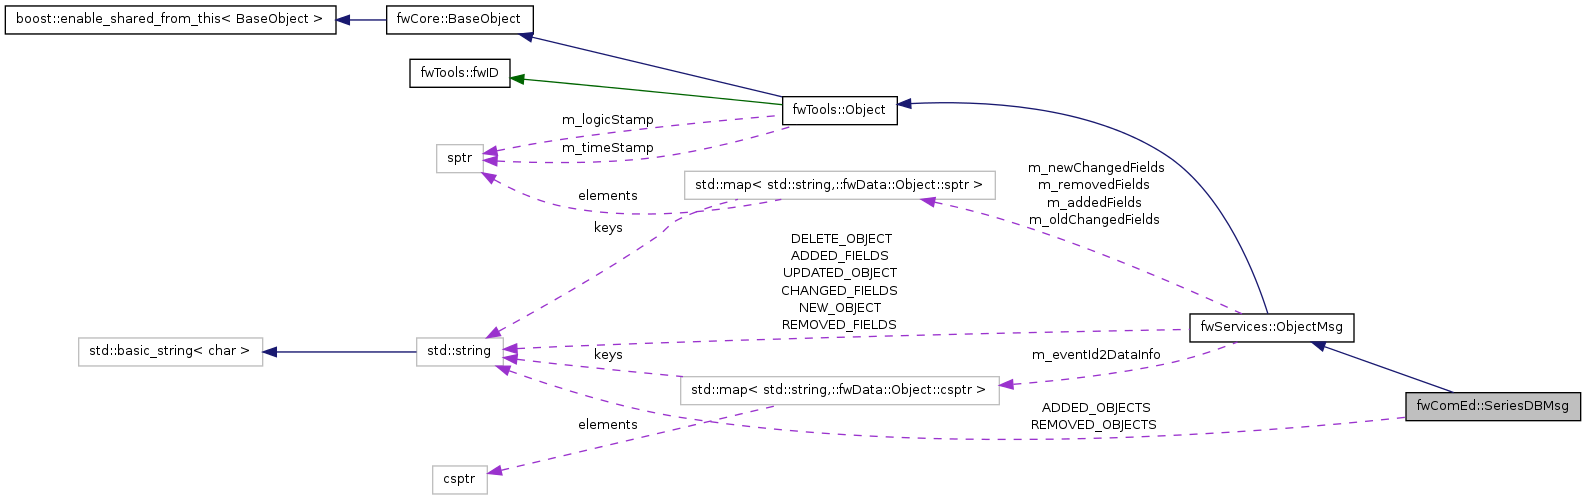 boost::enable_shared_from_this< BaseObject >
fwCore::BaseObject
fwTools::fwID
fwTools::Object
m_logicStamp
m_timeStamp
sptr
std::map< std::string,::fwData::Object::sptr >
elements
keys
m_newChangedFields
m_removedFields
m_addedFields
m_oldChangedFields
DELETE_OBJECT
ADDED_FIELDS
UPDATED_OBJECT
CHANGED_FIELDS
NEW_OBJECT
REMOVED_FIELDS
fwServices::ObjectMsg
std::basic_string< char >
std::string
keys
m_eventId2DataInfo
std::map< std::string,::fwData::Object::csptr >
fwComEd::SeriesDBMsg
ADDED_OBJECTS
REMOVED_OBJECTS
elements
csptr